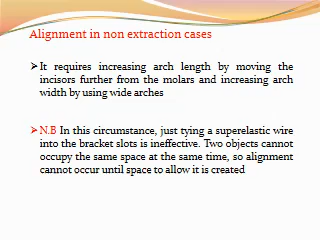 Alignment in non extraction cases
➢It requires increasing arch length by moving the
incisors further from the molars and increasing arch
width by using wide arches
➢N.B In this circumstance, just tying a superelastic wire
into the bracket slots is ineffective. Two objects cannot
occupy the same space at the same time, so alignment
cannot occur until space to allow it is created